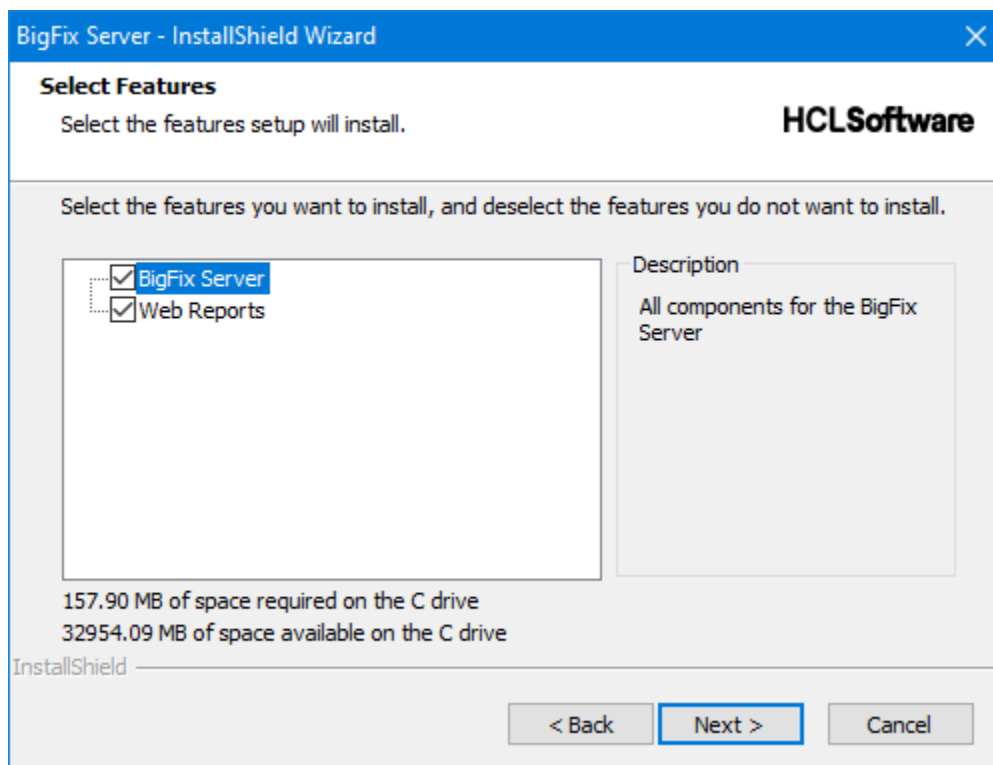 BigFix Server - InstallShield Wizard
Select Features
Select the features setup will install.
HCLSoftware
Select the features you want to install, and deselect the features you do not want to install.
BigFix Server
Web Reports
Description
All components for the BigFix
Server
157.90 MB of space required on the C drive
32954.09 MB of space available on the C drive
InstallShield
< Back
Next >
Cancel